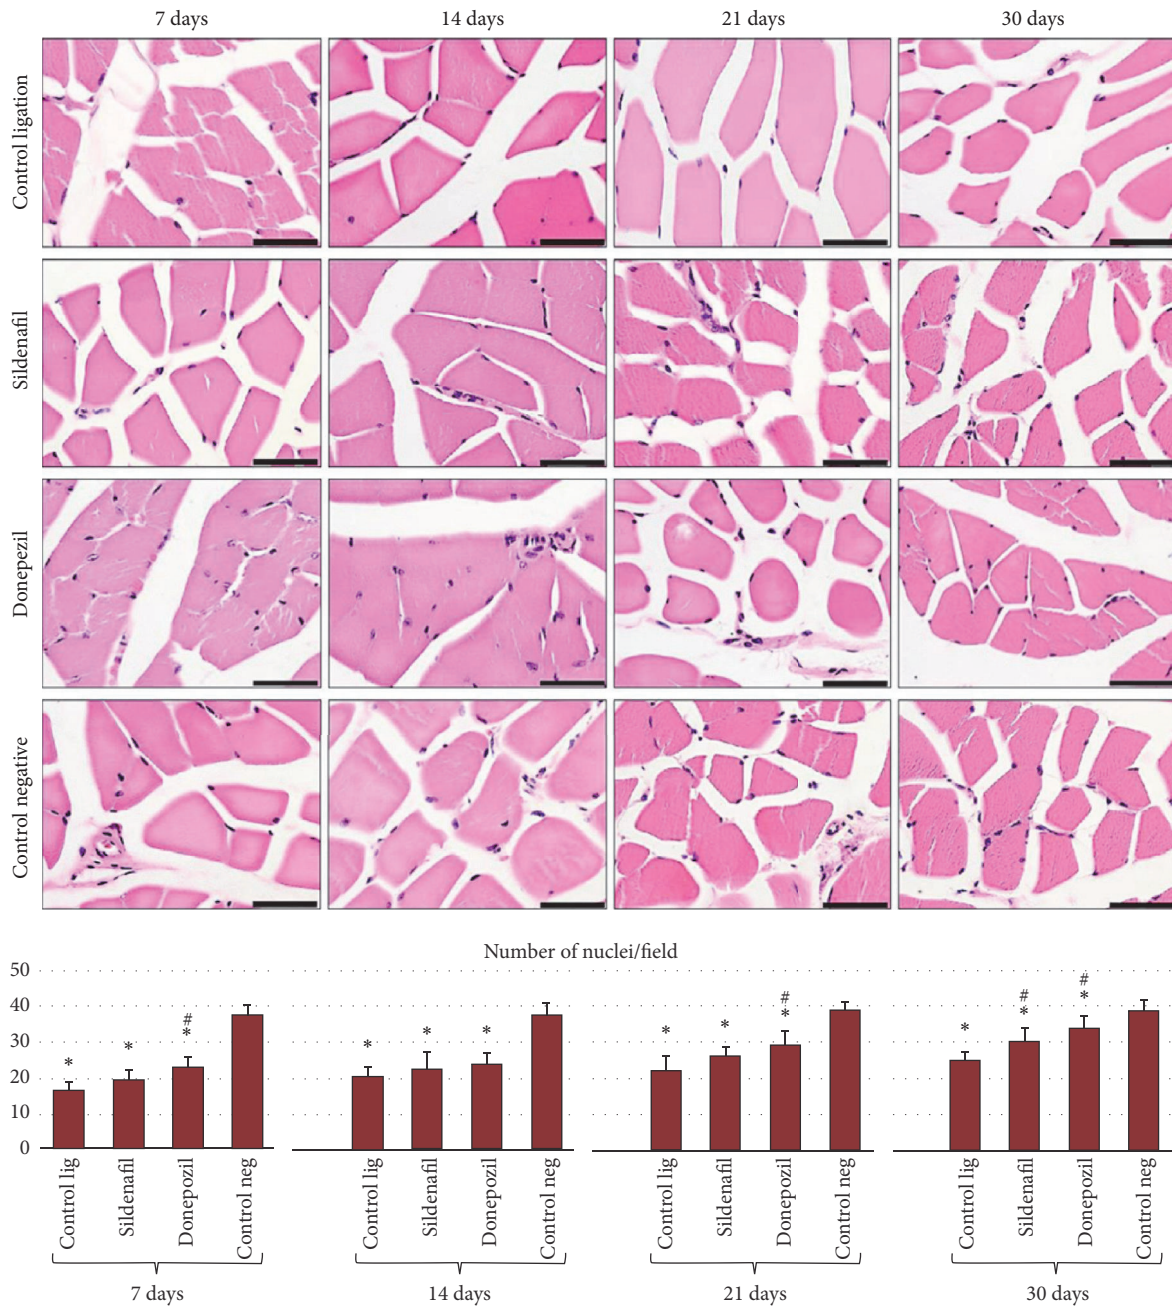 7 days 14 days 21 days 30 days
Control ligation
Sildenafil
Donepezil
Control negative
Number of nuclei/field
50
40
30
20
10
0
* * # * * * * * * # * * # * # *
Control lig Sildenafil Donepozil Control neg Control lig Sildenafil Donepozil Control neg Control lig Sildenafil Donepozil Control neg Control lig Sildenafil Donepozil Control neg
7 days 14 days 21 days 30 days